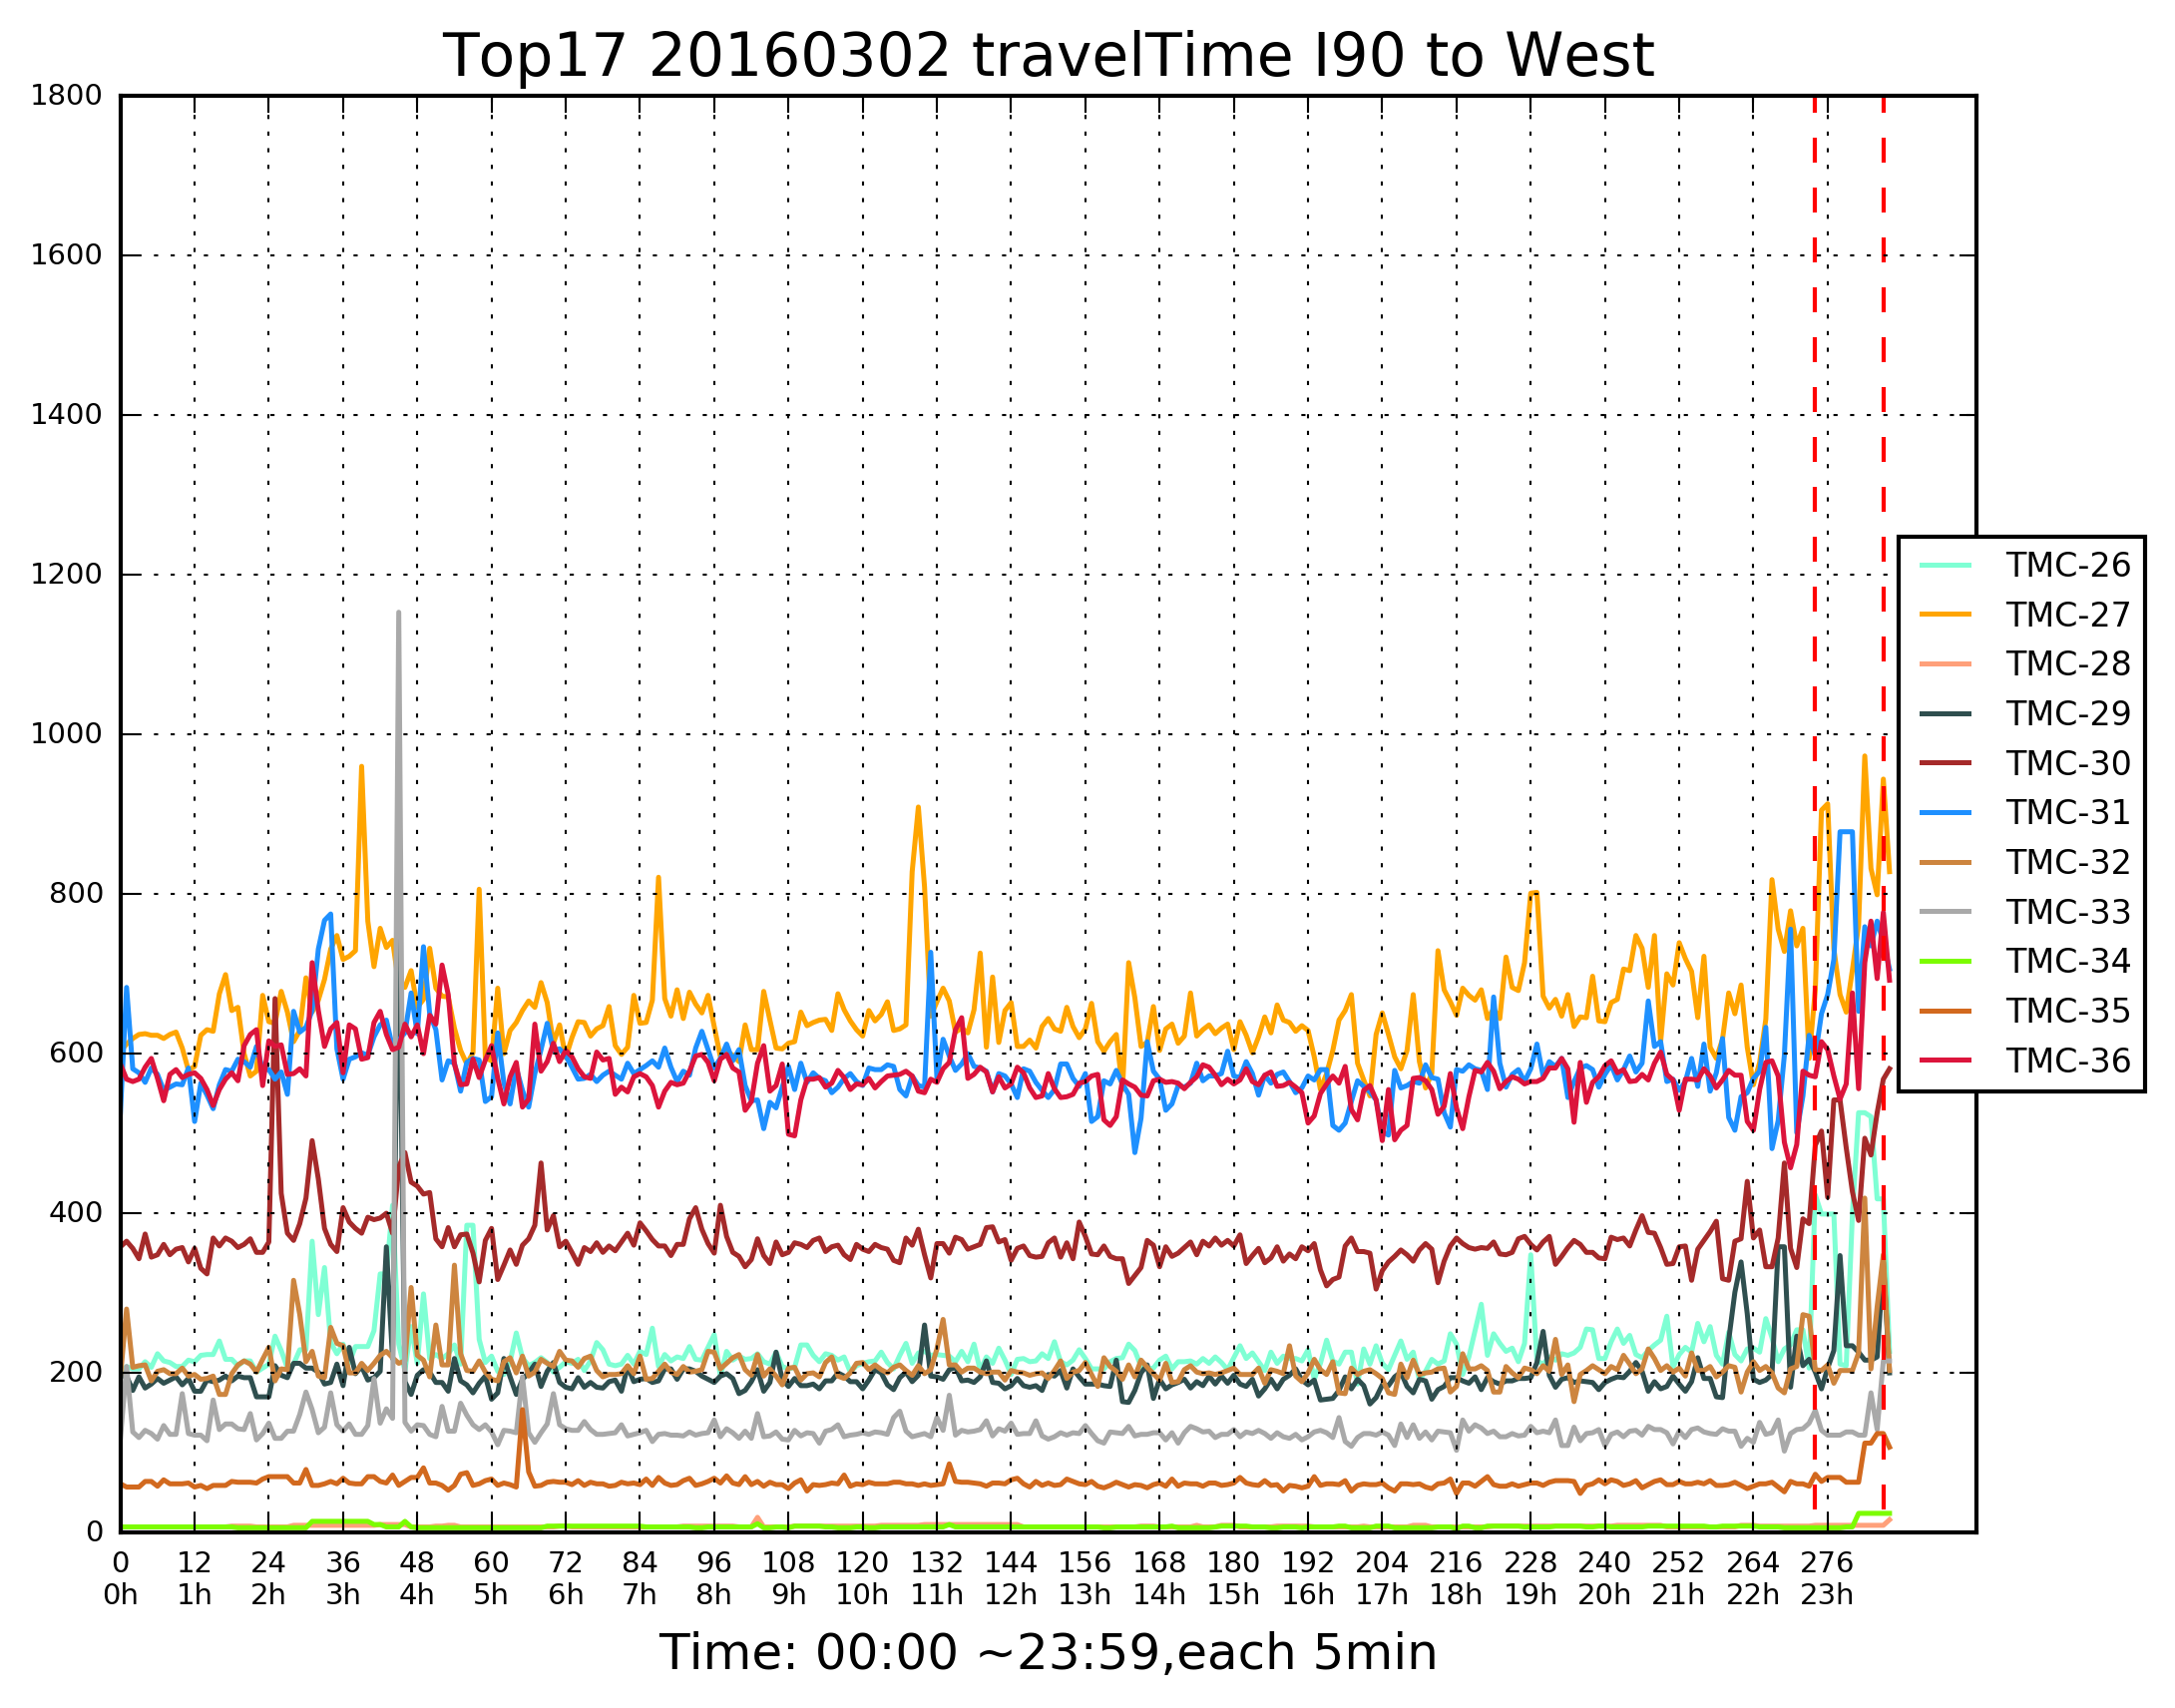 Top17 20160302 travelTime I90 to West
1800
1600
1400
1200
1000
800
600
400
200
0
TMC-26
TMC-27
TMC-28
TMC-29
TMC-30
TMC-31
TMC-32
TMC-33
TMC-34
TMC-35
TMC-36
0 12 24 36 48 60 72 84 96 108 120 132 144 156 168 180 192 204 216 228 240 252 264 276
0h 1h 2h 3h 4h 5h 6h 7h 8h 9h 10h 11h 12h 13h 14h 15h 16h 17h 18h 19h 20h 21h 22h 23h
Time: 00:00 ~23:59,each 5min